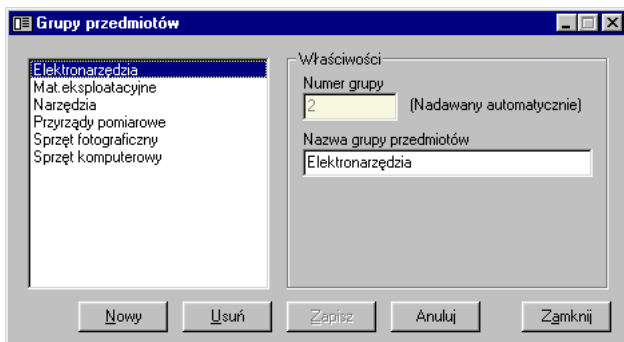 Grupy przedmiotów
Elektronarzędzia
Mat.eksploatacyjne
Narzędzia
Przyrządy pomiarowe
Sprzęt fotograficzny
Sprzęt komputerowy
Właściwości
Numer grupy
2 (Nadawany automatycznie)
Nazwa grupy przedmiotów
Elektronarzędzia
Nowy Usuń Zapisz Anuluj Zamknij